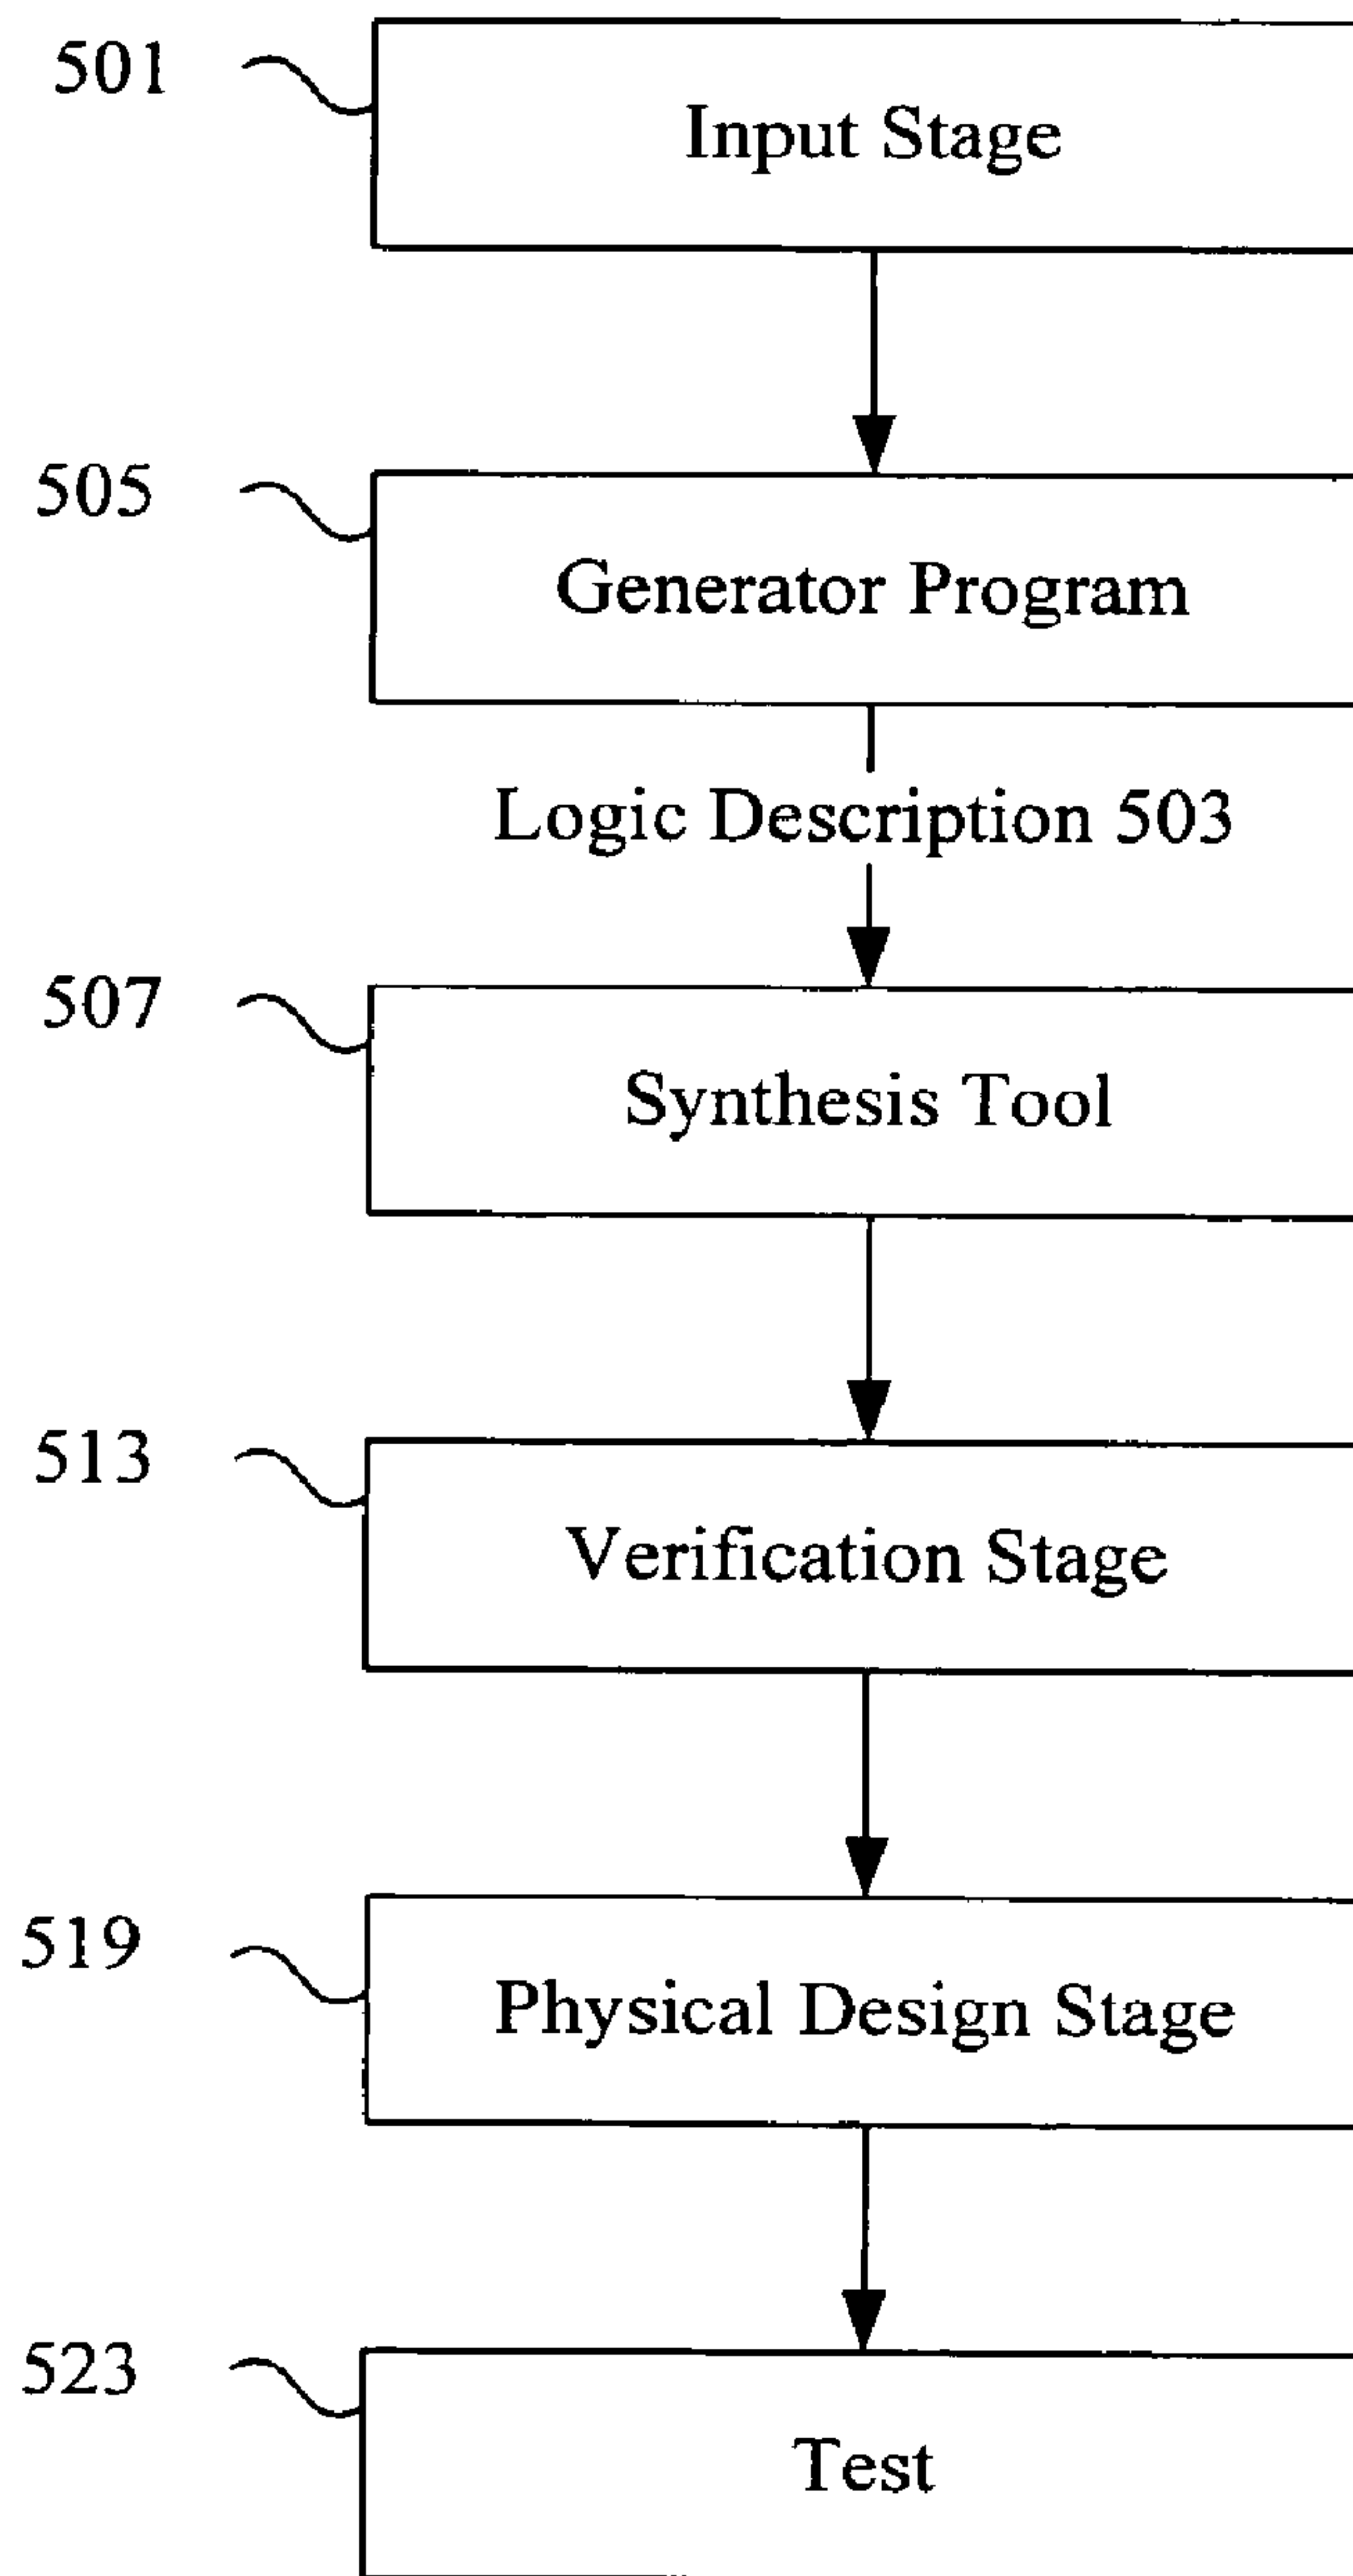 501
Input Stage
505
Generator Program
Logic Description 503
507
Synthesis Tool
513
Verification Stage
519
Physical Design Stage
523
Test